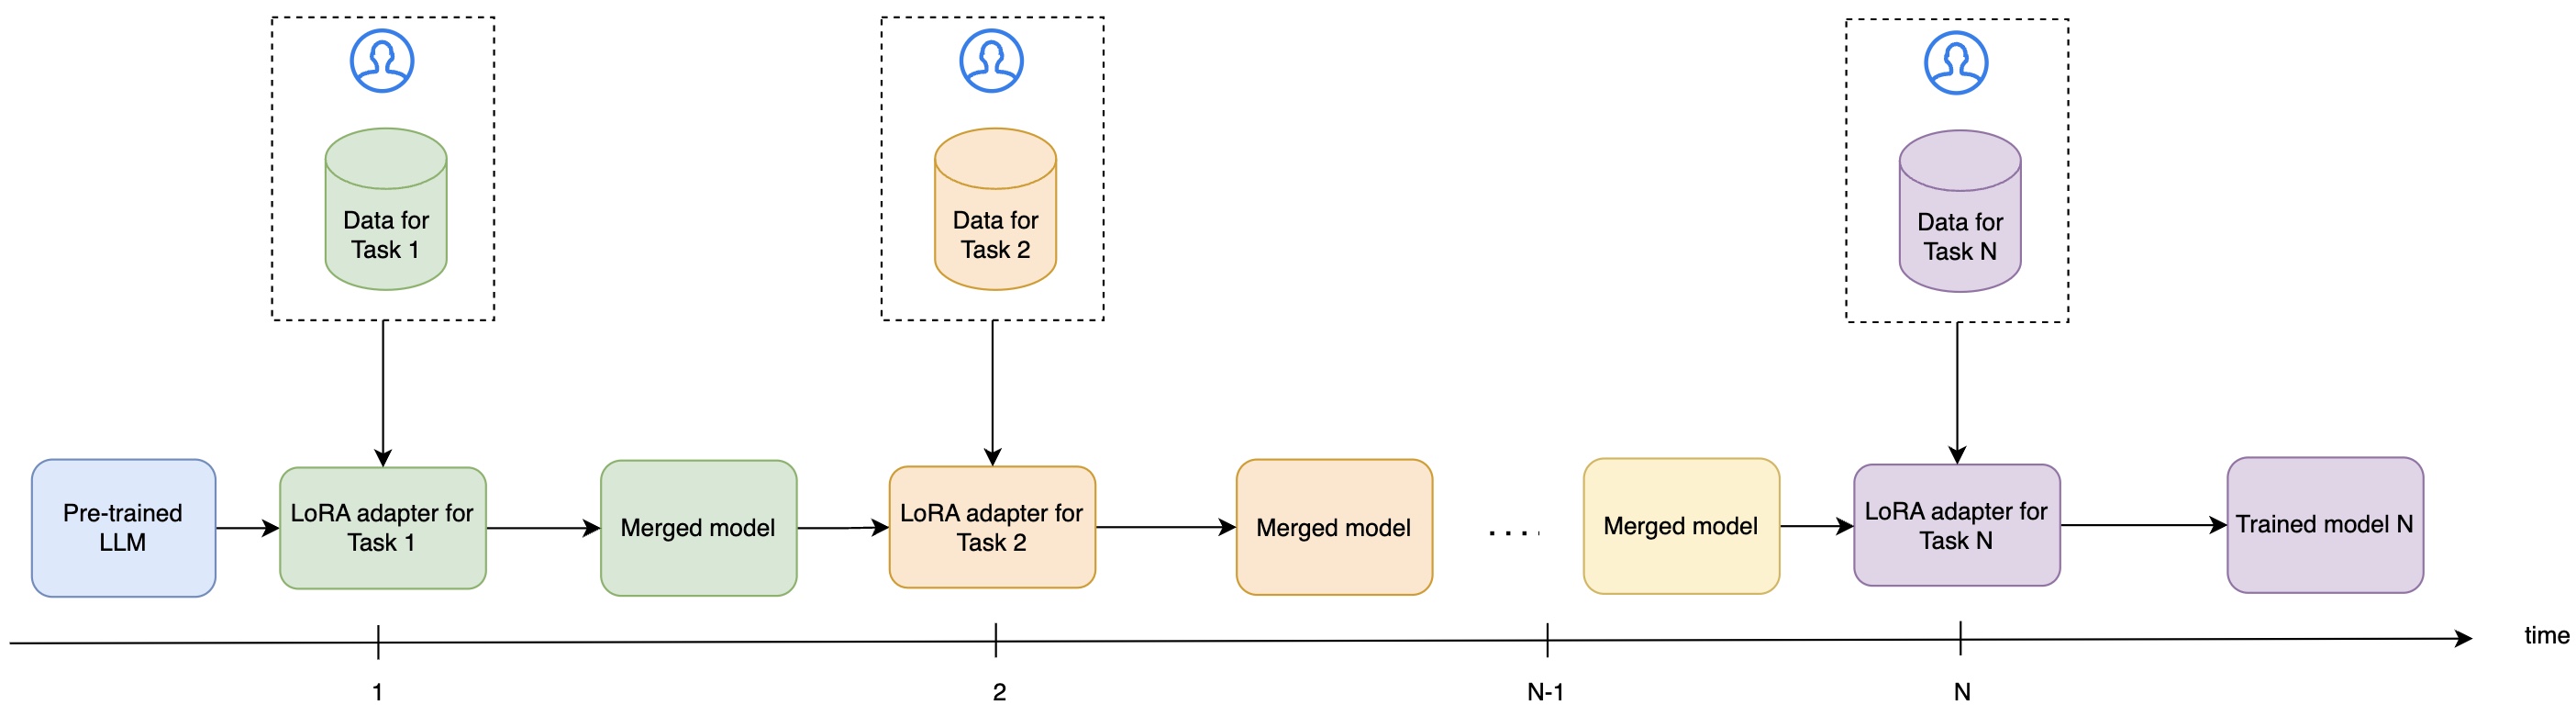 Data for
Task 1
Data for
Task 2
Data for
Task N
Pre-trained
LLM
LoRA adapter for
Task 1
Merged model
LoRA adapter for
Task 2
Merged model
....
Merged model
LoRA adapter for
Task N
Trained model N
time
1
2
N-1
N